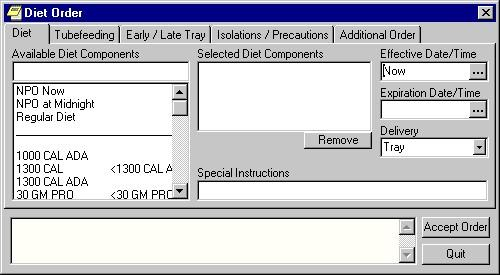 Diet Order
Diet Tubefeeding Early / Late Tray Isolations / Precautions Additional Order
Available Diet Components
NPO Now
NPO at Midnight
Regular Diet
1000 CAL ADA
1300 CAL <1300 CAL A
1300 CAL ADA
30 GM PRO <30 GM PRO
Selected Diet Components
Remove
Special Instructions
Effective Date/Time
Now
...
Expiration Date/Time
...
Delivery
Tray
Accept Order
Quit